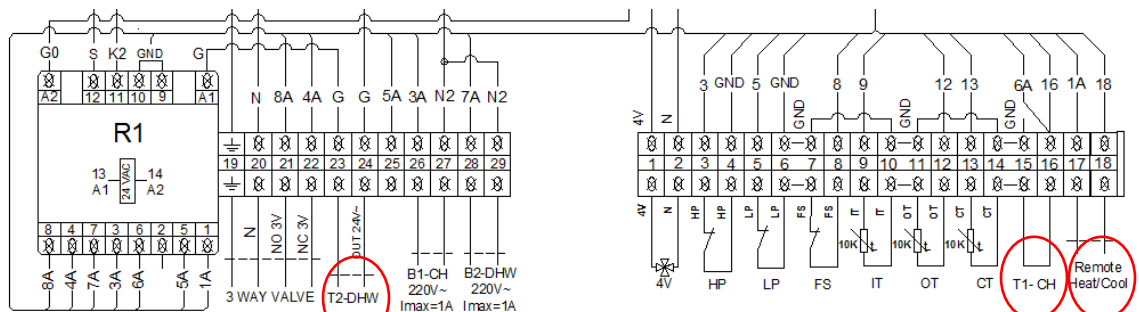 G0 S K2 GND G
A2 12 11 10 9 A1
R1
13 14
A1 24 VAC A2
8 4 7 3 6 2 5 1
8A 4A 7A 3A 6A 5A 1A
N 8A 4A G G 5A 3A N2 7A N2
19 20 21 22 23 24 25 26 27 28 29
N NO 3V NC 3V OUT 24V~
3 WAY VALVE
T2-DHW
B1-CH
220V~
Imax=1A
B2-DHW
220V~
Imax=1A
4V N 3 GND 5 GND GND 8 9 GND 12 13 GND 6A 16 1A 18
1 2 3 4 5 6 7 8 9 10 11 12 13 14 15 16 17 18
4V N HP HP LP LP FS FS IT IT OT OT CT CT
10K t. 10K t. 10K t.
4V HP LP FS IT OT CT
T1- CH
Remote
Heat/Cool